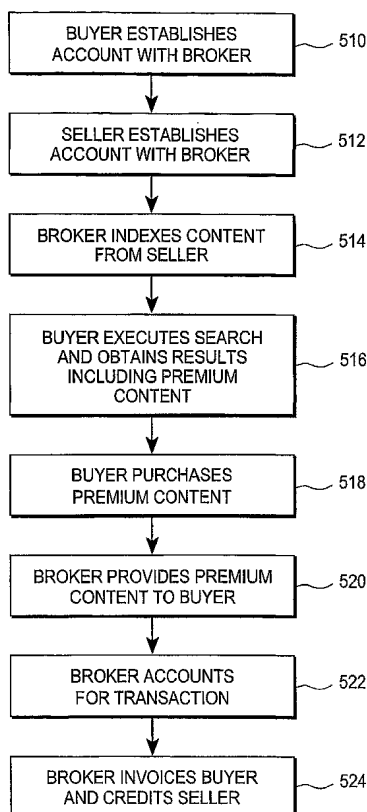 BUYER ESTABLISHES
ACCOUNT WITH BROKER
510
SELLER ESTABLISHES
ACCOUNT WITH BROKER
512
BROKER INDEXES CONTENT
FROM SELLER
514
BUYER EXECUTES SEARCH
AND OBTAINS RESULTS
INCLUDING PREMIUM
CONTENT
516
BUYER PURCHASES
PREMIUM CONTENT
518
BROKER PROVIDES PREMIUM
CONTENT TO BUYER
520
BROKER ACCOUNTS
FOR TRANSACTION
522
BROKER INVOICES BUYER
AND CREDITS SELLER
524